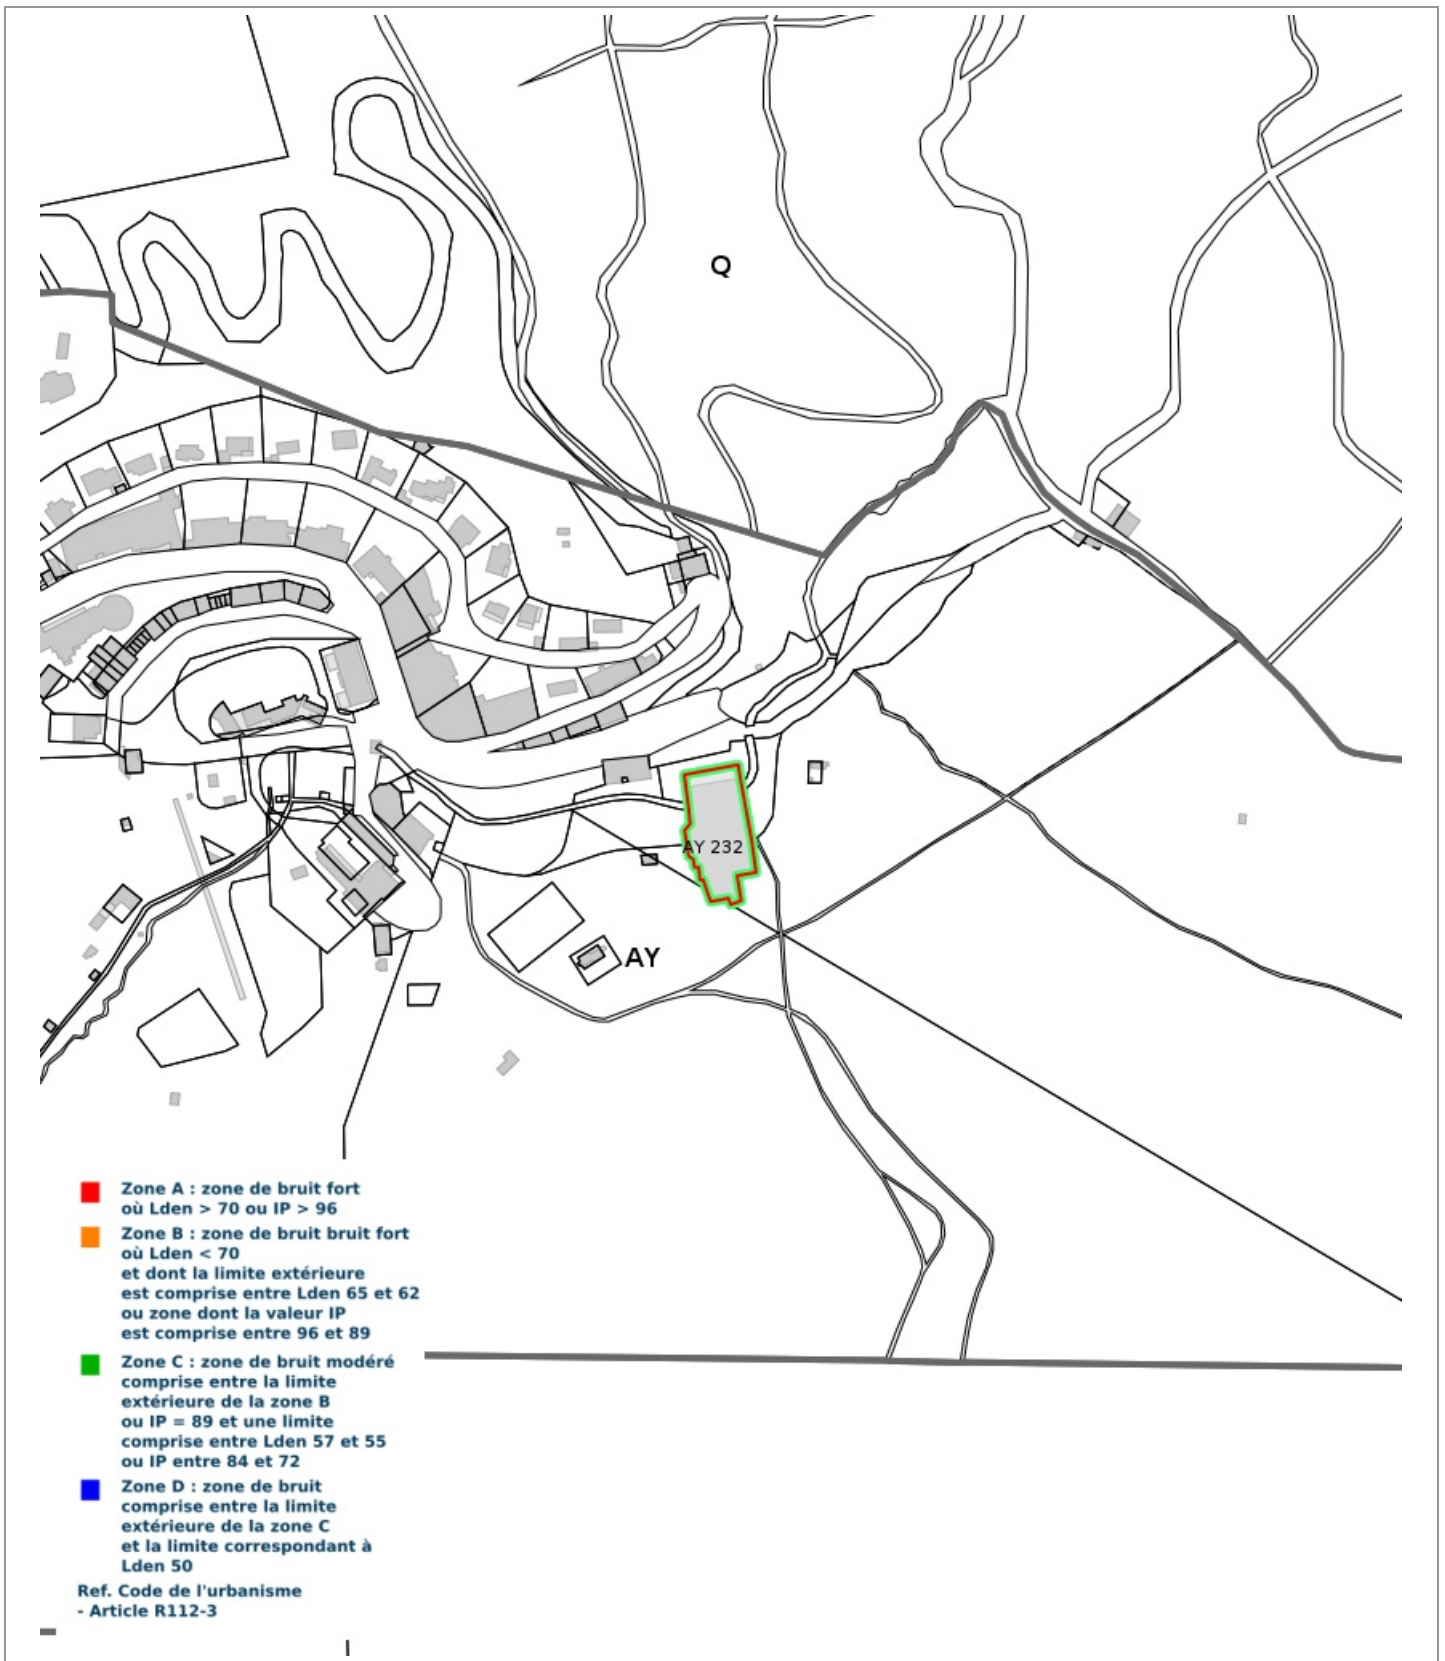 Q
AY 232
AY
Zone A : zone de bruit fort
où Lden > 70 ou IP > 96
Zone B : zone de bruit bruit fort
où Lden < 70
et dont la limite extérieure
est comprise entre Lden 65 et 62
ou zone dont la valeur IP
est comprise entre 96 et 89
Zone C : zone de bruit modéré
comprise entre la limite
extérieure de la zone B
ou IP = 89 et une limite
comprise entre Lden 57 et 55
ou IP entre 84 et 72
Zone D : zone de bruit
comprise entre la limite
extérieure de la zone C
et la limite correspondant à
Lden 50
Ref. Code de l'urbanisme
- Article R112-3